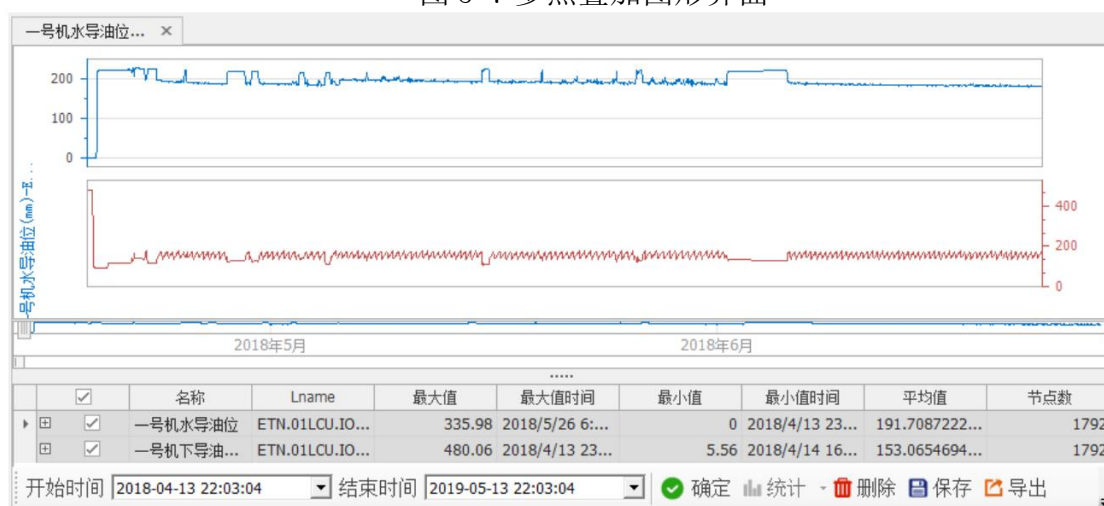 一号机水导油位... ×
200
100
0
一号机水导油位(mm)-E...
400
200
0
2018年5月 2018年6月
名称 Lname 最大值 最大值时间 最小值 最小值时间 平均值 节点数
一号机水导油位 ETN.01LCU.IO... 335.98 2018/5/26 6:... 0 2018/4/13 23... 191.7087222... 1792
一号机下导油... ETN.01LCU.IO... 480.06 2018/4/13 23... 5.56 2018/4/14 16... 153.0654694... 1792
开始时间 2018-04-13 22:03:04 结束时间 2019-05-13 22:03:04 确定 统计 删除 保存 导出